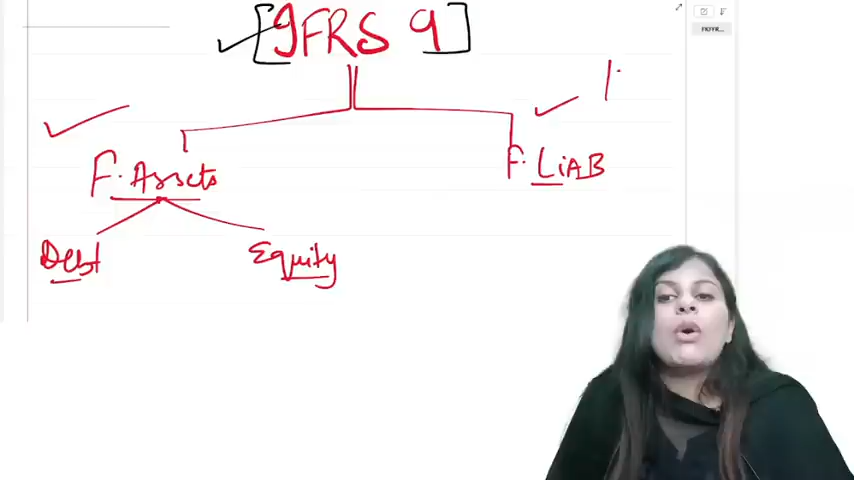 [IFRS 9]
F. Assets
F. LiAB
Debt
Equity